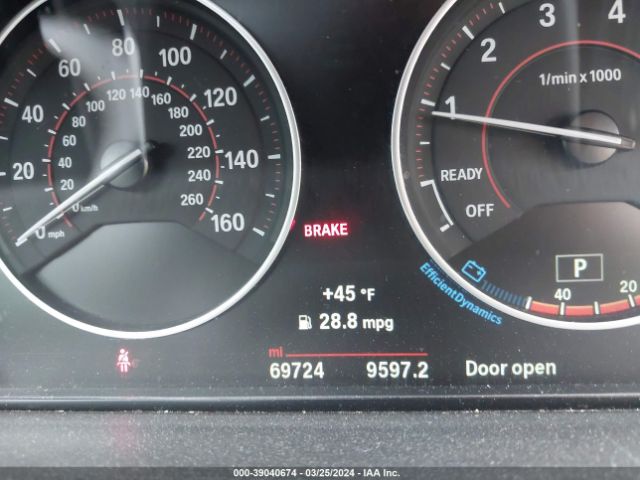 20 40 60 80 100 120 140 160
0 mph
20 40 60 80 100 120 140 160 180 200 220 240 260
0 km/h
1 2 3 4
1/min x 1000
READY
OFF
BRAKE
P
+45 °F
28.8 mpg
EfficientDynamics
40 20
mi
69724 9597.2
Door open
000-39040674 / 03/25/2024 - IAA Inc.